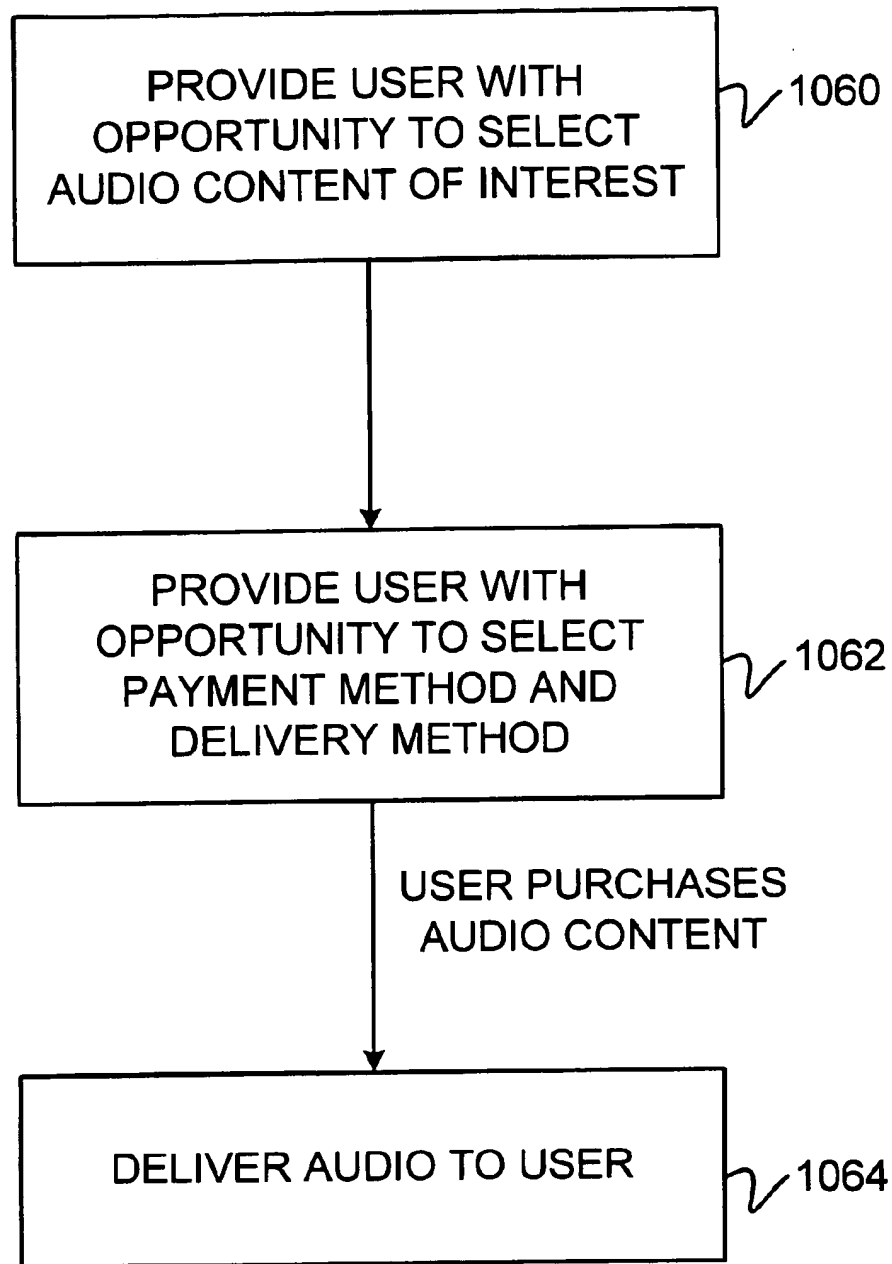 PROVIDE USER WITH
OPPORTUNITY TO SELECT
AUDIO CONTENT OF INTEREST
1060
PROVIDE USER WITH
OPPORTUNITY TO SELECT
PAYMENT METHOD AND
DELIVERY METHOD
1062
USER PURCHASES
AUDIO CONTENT
DELIVER AUDIO TO USER
1064